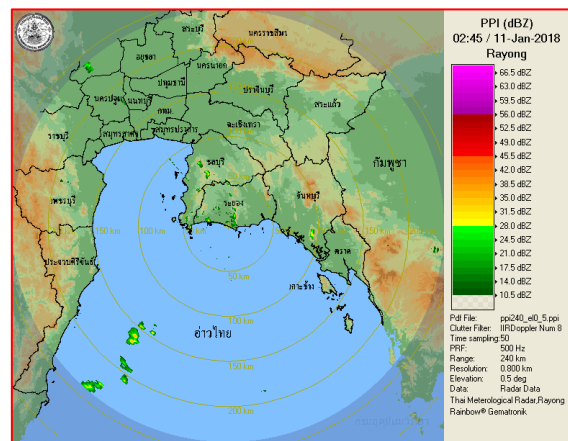 สระบุรี
นครราชสีมา
อยุธยา
นครนายก
ปทุมธานี
ปราจีนบุรี
นครปฐม
นนทบุรี
สระแก้ว
กทม
ฉะเชิงเทรา
สมุทรสาคร
สมุทรปราการ
ราชบุรี
ชลบุรี
กัมพูชา
จันทบุรี
เพชรบุรี
ระยอง
150 km
100 km
50 km
100 km
150 km
ตราด
ประจวบคีรีขันธ์
50 km
เกาะช้าง
100 km
อ่าวไทย
150 km
200 km
PPI (dBZ)
02:45 / 11-Jan-2018
Rayong
66.5 dBZ
63.0 dBZ
59.5 dBZ
56.0 dBZ
52.5 dBZ
49.0 dBZ
45.5 dBZ
42.0 dBZ
38.5 dBZ
35.0 dBZ
31.5 dBZ
28.0 dBZ
24.5 dBZ
21.0 dBZ
17.5 dBZ
14.0 dBZ
10.5 dBZ
Pdf File: ppi240_el0_5.ppi
Clutter Filter: IIRDoppler Num 8
Time sampling:50
PRF: 500 Hz
Range: 240 km
Resolution: 0.800 km
Elevation: 0.5 deg
Data: Radar Data
Thai Meterological Radar,Rayong
Rainbow® Gematronik